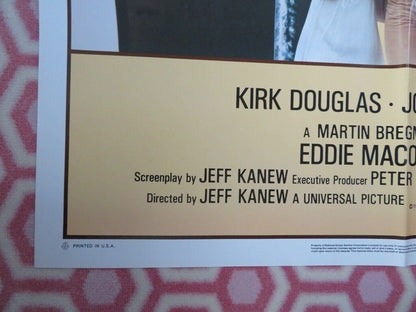 KIRK DOUGLAS · JO
A MARTIN BREGM
EDDIE MACO
Screenplay by JEFF KANEW Executive Producer PETER
Directed by JEFF KANEW A UNIVERSAL PICTURE
PRINTED IN U.S.A.